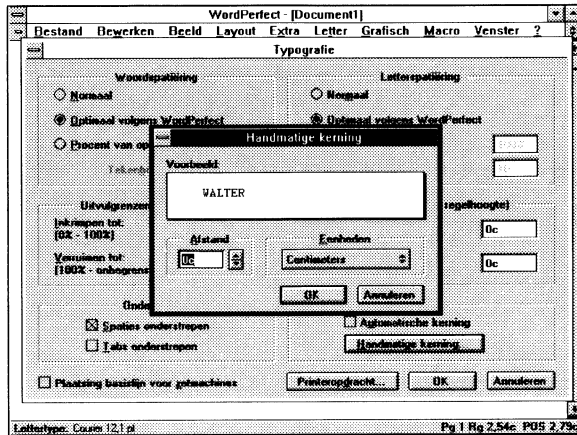 WordPerfect - [Document1]
Bestand Bewerken Beeld Layout Extra Letter Grafisch Macro Venster ?
Typografie
Woordspatiëring Letterspatiëring
Normaal Normaal
Optimaal volgens WordPerfect Optimaal volgens WordPerfect
Procent van op
Handmatige kerning
Voorbeeld:
WALTER
Uitvulgrenzen regelhoogte)
Inkrimpen tot:
(0% - 100%) 0c
Afstand Eenheden
Verruimen tot: 0c Centimeters 0c
(100% - onbegrens
OK Annuleren
Onde
Spaties onderstrepen Automatische kerning
Tabs onderstrepen Handmatige kerning
Plaatsing basislijn voor zetmachines Printeropdracht... OK Annuleren
Lettertype: Courier 12,1 pt Pg 1 Rg 2,54c POS 2,79c